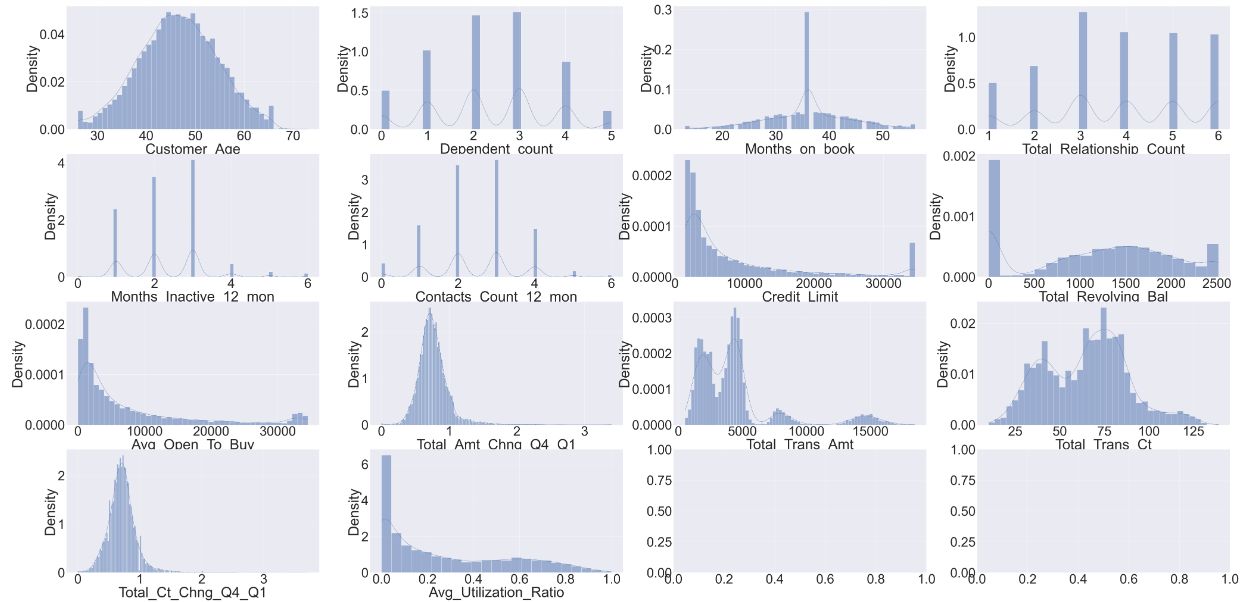 0.04
0.02
0.00
Density
30 40 50 60 70
Customer_Age
1.5
1.0
0.5
0.0
Density
0 1 2 3 4 5
Dependent_count
0.3
0.2
0.1
0.0
Density
20 30 40 50
Months_on_book
1.0
0.5
0.0
Density
1 2 3 4 5 6
Total_Relationship_Count
4
2
0
Density
0 1 2 3 4 5 6
Months_Inactive_12_mon
3
2
1
0
Density
0 1 2 3 4 5 6
Contacts_Count_12_mon
0.0002
0.0001
0.0000
Density
10000 20000 30000
Credit_Limit
0.002
0.001
0.000
Density
0 500 1000 1500 2000 2500
Total_Revolving_Bal
0.0002
0.0001
0.0000
Density
0 10000 20000 30000
Avg_Open_To_Buy
2
1
0
Density
0 1 2 3
Total_Amt_Chng_Q4_Q1
0.0003
0.0002
0.0001
0.0000
Density
0 5000 10000 15000
Total_Trans_Amt
0.02
0.01
0.00
Density
25 50 75 100 125
Total_Trans_Ct
2
1
0
Density
0 1 2 3
Total_Ct_Chng_Q4_Q1
6
4
2
0
Density
0.0 0.2 0.4 0.6 0.8 1.0
Avg_Utilization_Ratio
1.00
0.75
0.50
0.25
0.00
0.0 0.2 0.4 0.6 0.8 1.0
1.00
0.75
0.50
0.25
0.00
0.0 0.2 0.4 0.6 0.8 1.0